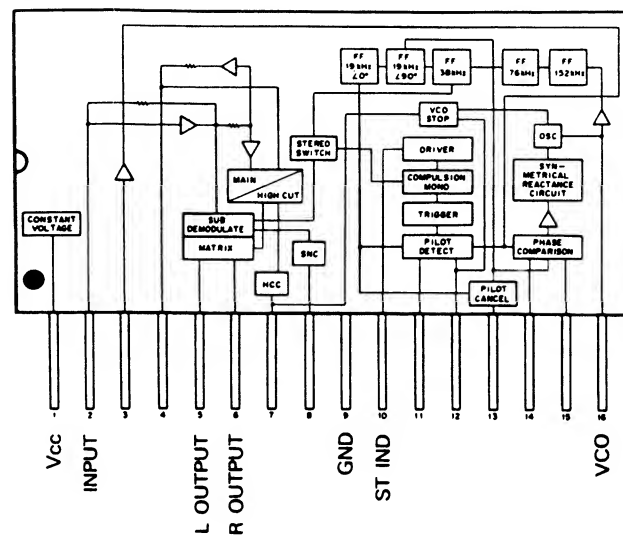 FF
19kHz
∠0°
FF
19kHz
∠90°
FF
38kHz
FF
76kHz
FF
152kHz
VCO
STOP
OSC
STEREO
SWITCH
DRIVER
SYM-
METRICAL
REACTANCE
CIRCUIT
MAIN
HIGH CUT
COMPULSION
MONO
CONSTANT
VOLTAGE
SUB
DEMODULATE
TRIGGER
MATRIX
SNC
PILOT
DETECT
PHASE
COMPARISON
HCC
PILOT
CANCEL
1 2 3 4 5 6 7 8 9 10 11 12 13 14 15 16
Vcc
INPUT
L OUTPUT
R OUTPUT
GND
ST IND
VCO